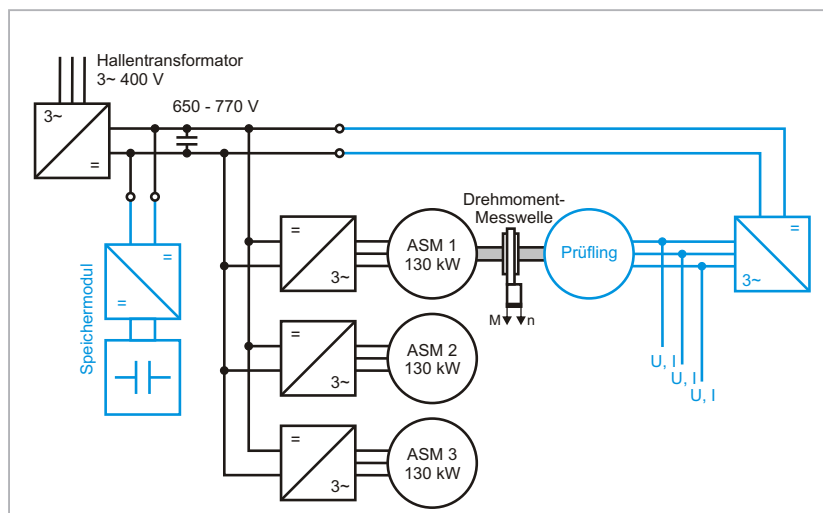 Hallentransformator
3~ 400 V
3~
=
650 - 770 V
Drehmoment-
Messwelle
=
3~
ASM 1
130 kW
Prüfling
=
3~
M
n
Speichermodul
=
=
=
3~
ASM 2
130 kW
U, I
U, I
U, I
=
3~
ASM 3
130 kW